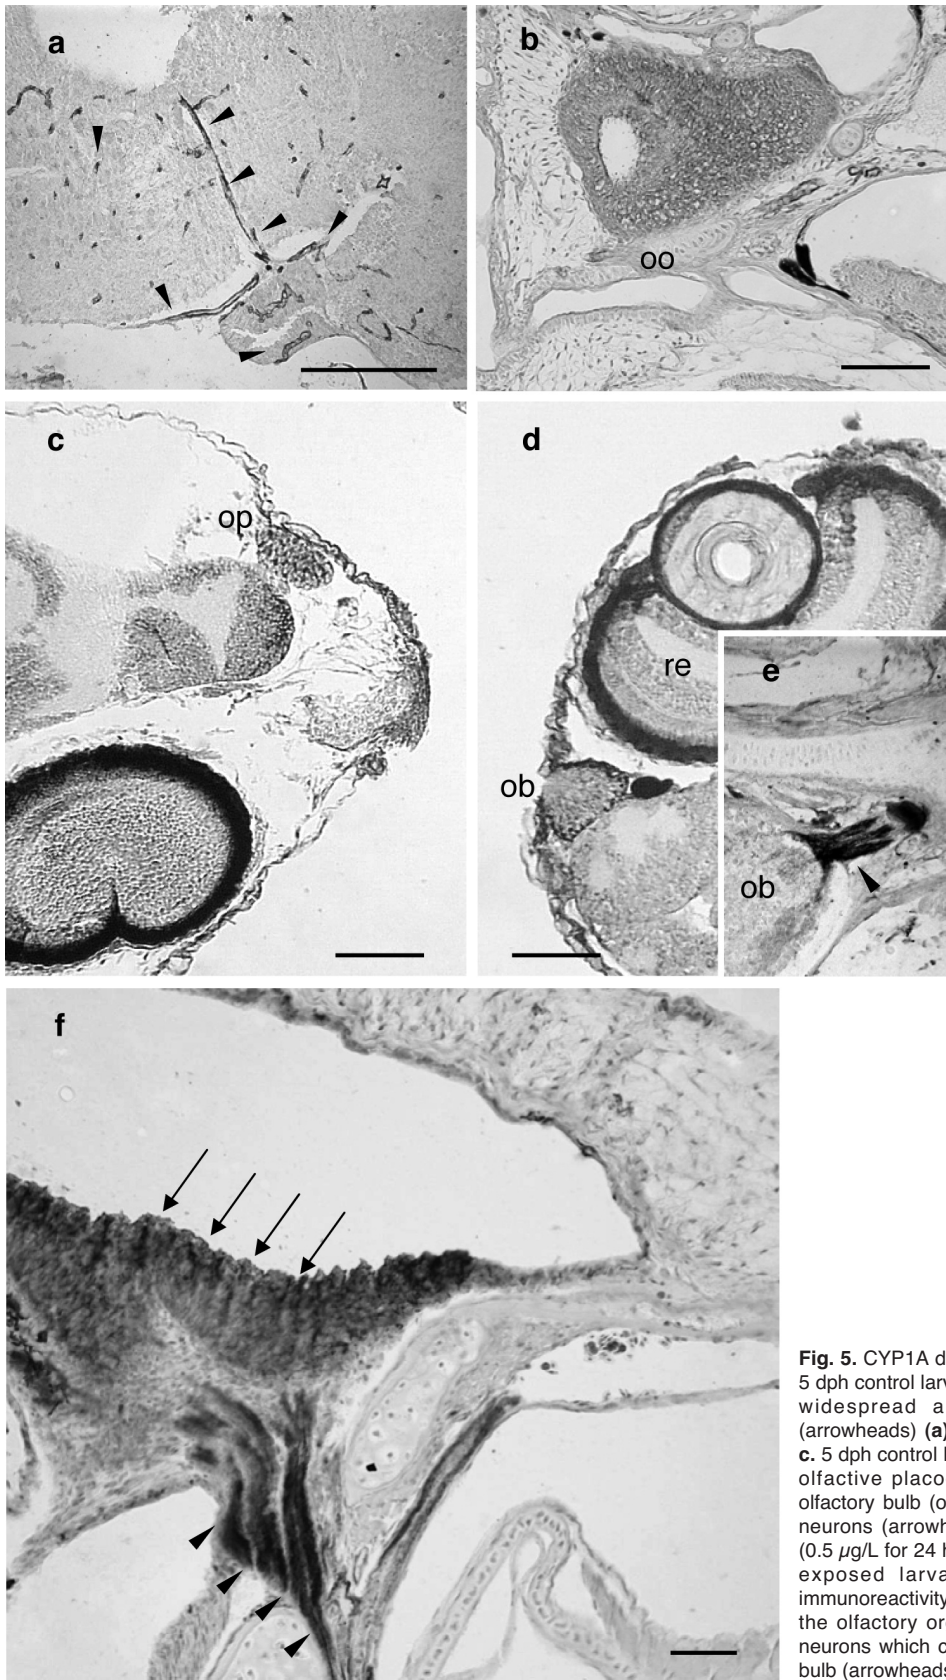 a
b
oo
c
op
d
re
ob
e
ob
f
Fig. 5. CYP1A d
5 dph control larv
widespread a
(arrowheads) (a)
c. 5 dph control l
olfactive placo
olfactory bulb (o
neurons (arrowh
(0.5 µg/L for 24 h
exposed larva
immunoreactivity
the olfactory or
neurons which c
bulb (arrowheads